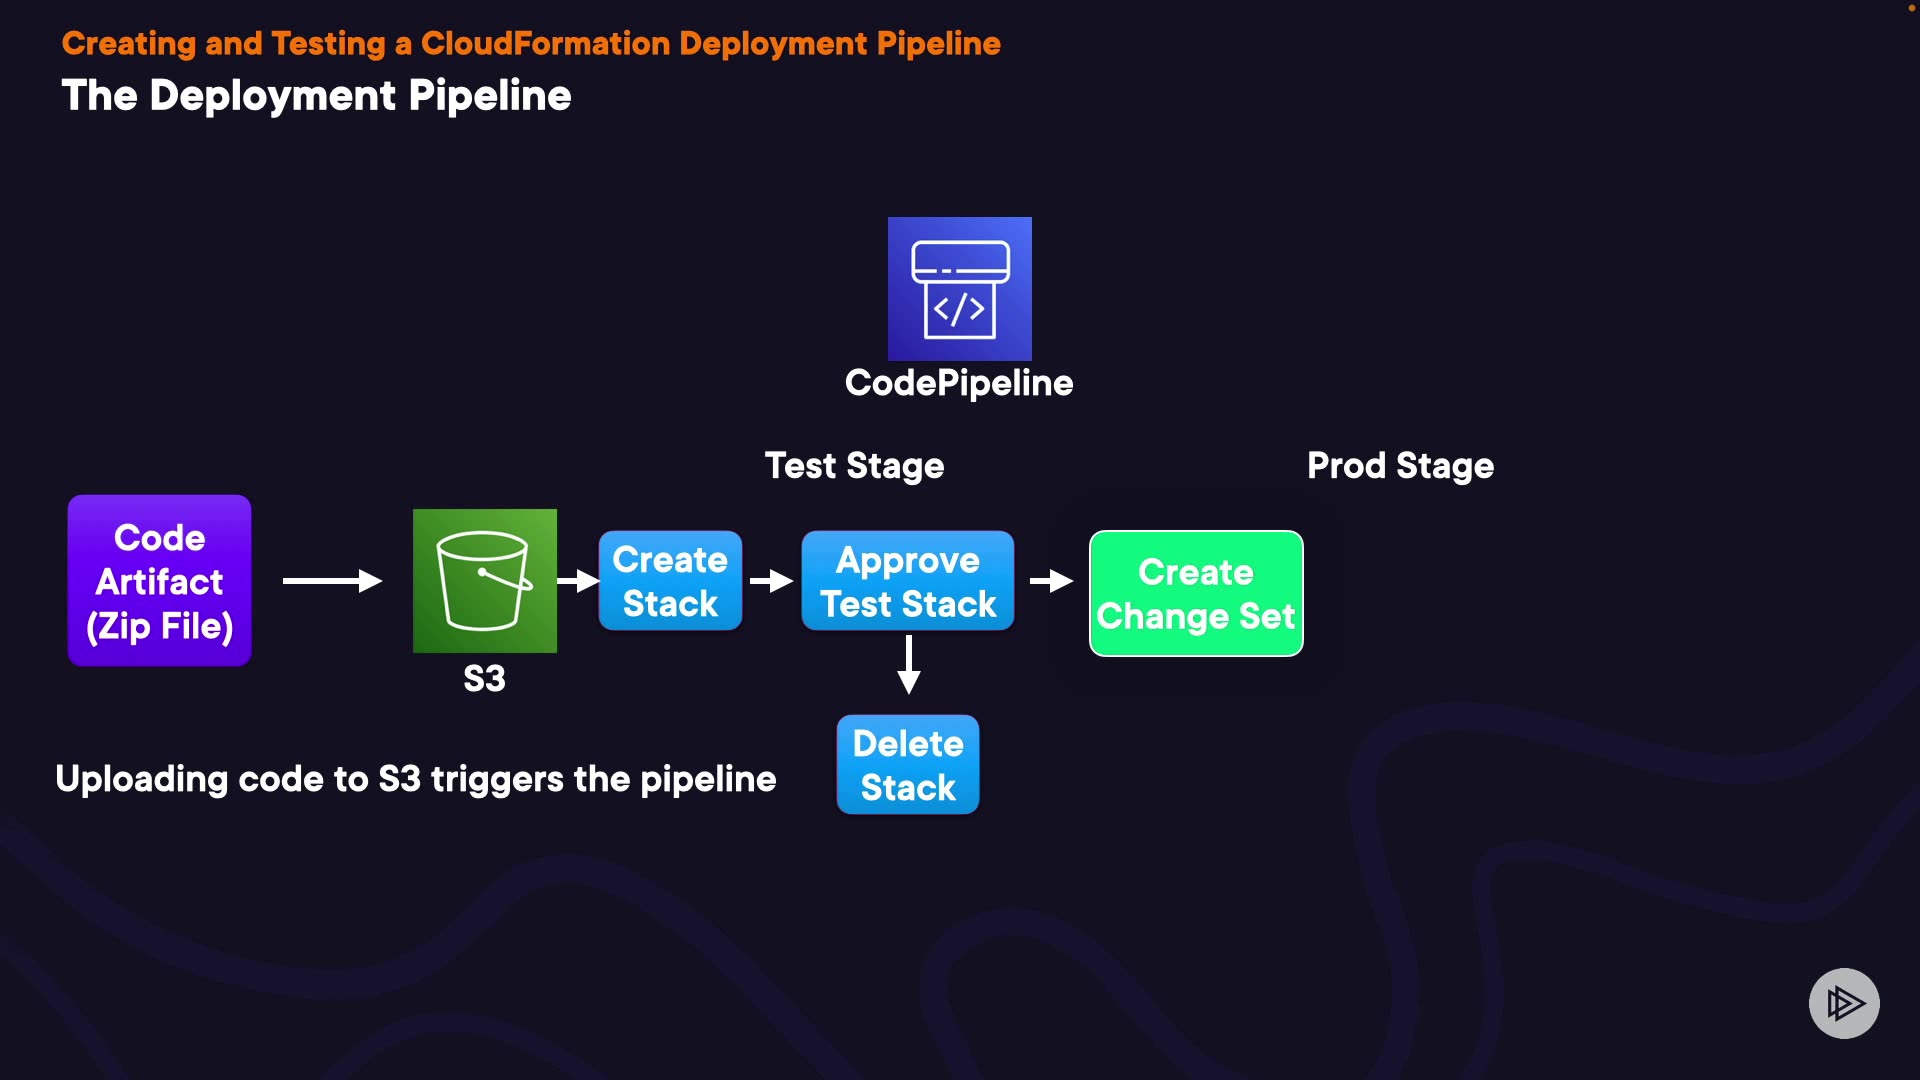 Creating and Testing a CloudFormation Deployment Pipeline
The Deployment Pipeline
</>
CodePipeline
Test Stage
Prod Stage
Code
Artifact
(Zip File)
S3
Create
Stack
Approve
Test Stack
Create
Change Set
Delete
Stack
Uploading code to S3 triggers the pipeline